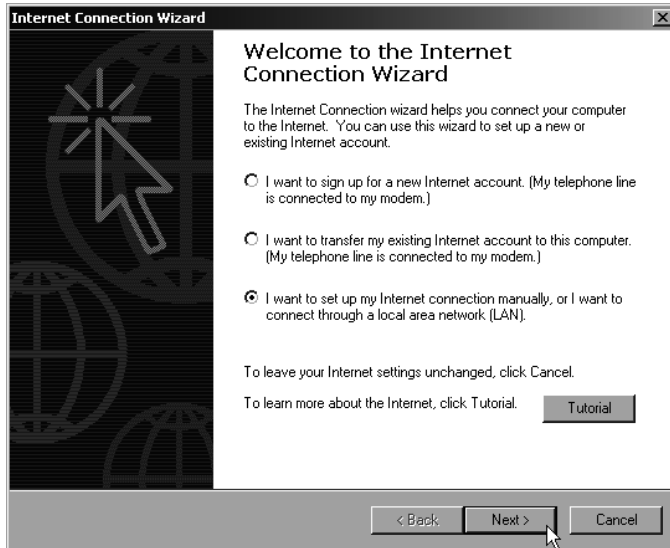 Internet Connection Wizard
Welcome to the Internet
Connection Wizard
The Internet Connection wizard helps you connect your computer
to the Internet. You can use this wizard to set up a new or
existing Internet account.
I want to sign up for a new Internet account. (My telephone line
is connected to my modem.)
I want to transfer my existing Internet account to this computer.
(My telephone line is connected to my modem.)
I want to set up my Internet connection manually, or I want to
connect through a local area network (LAN).
To leave your Internet settings unchanged, click Cancel.
To learn more about the Internet, click Tutorial.
Tutorial
< Back
Next >
Cancel